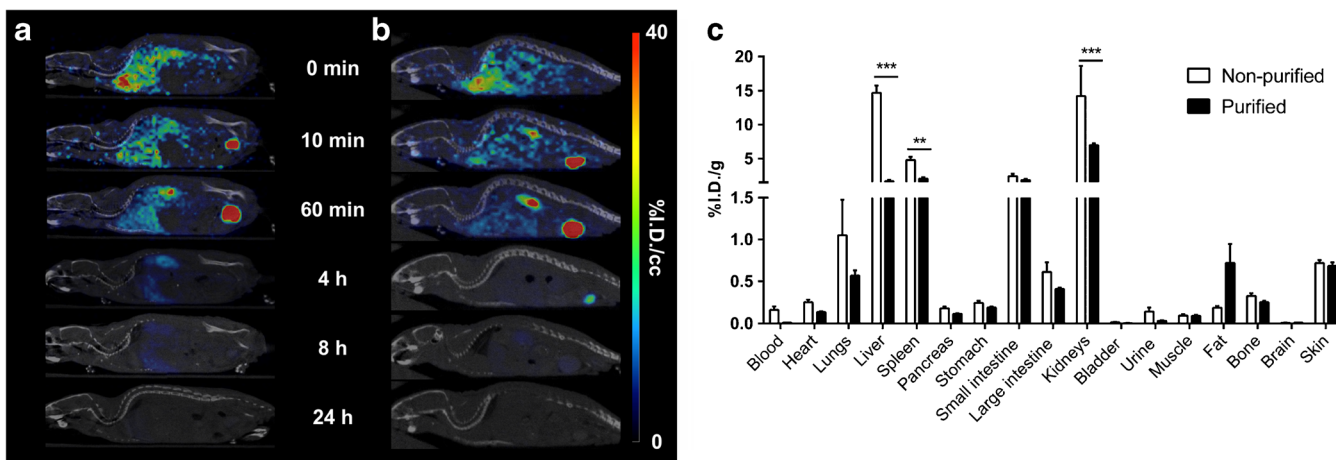 a
b
0 min
10 min
60 min
4 h
8 h
24 h
40
%I.D./cc
0
c
%I.D./g
20
15
10
5
1.5
1.0
0.5
0.0
***
**
***
Non-purified
Purified
Blood
Heart
Lungs
Liver
Spleen
Pancreas
Stomach
Small intestine
Large intestine
Kidneys
Bladder
Urine
Muscle
Fat
Bone
Brain
Skin